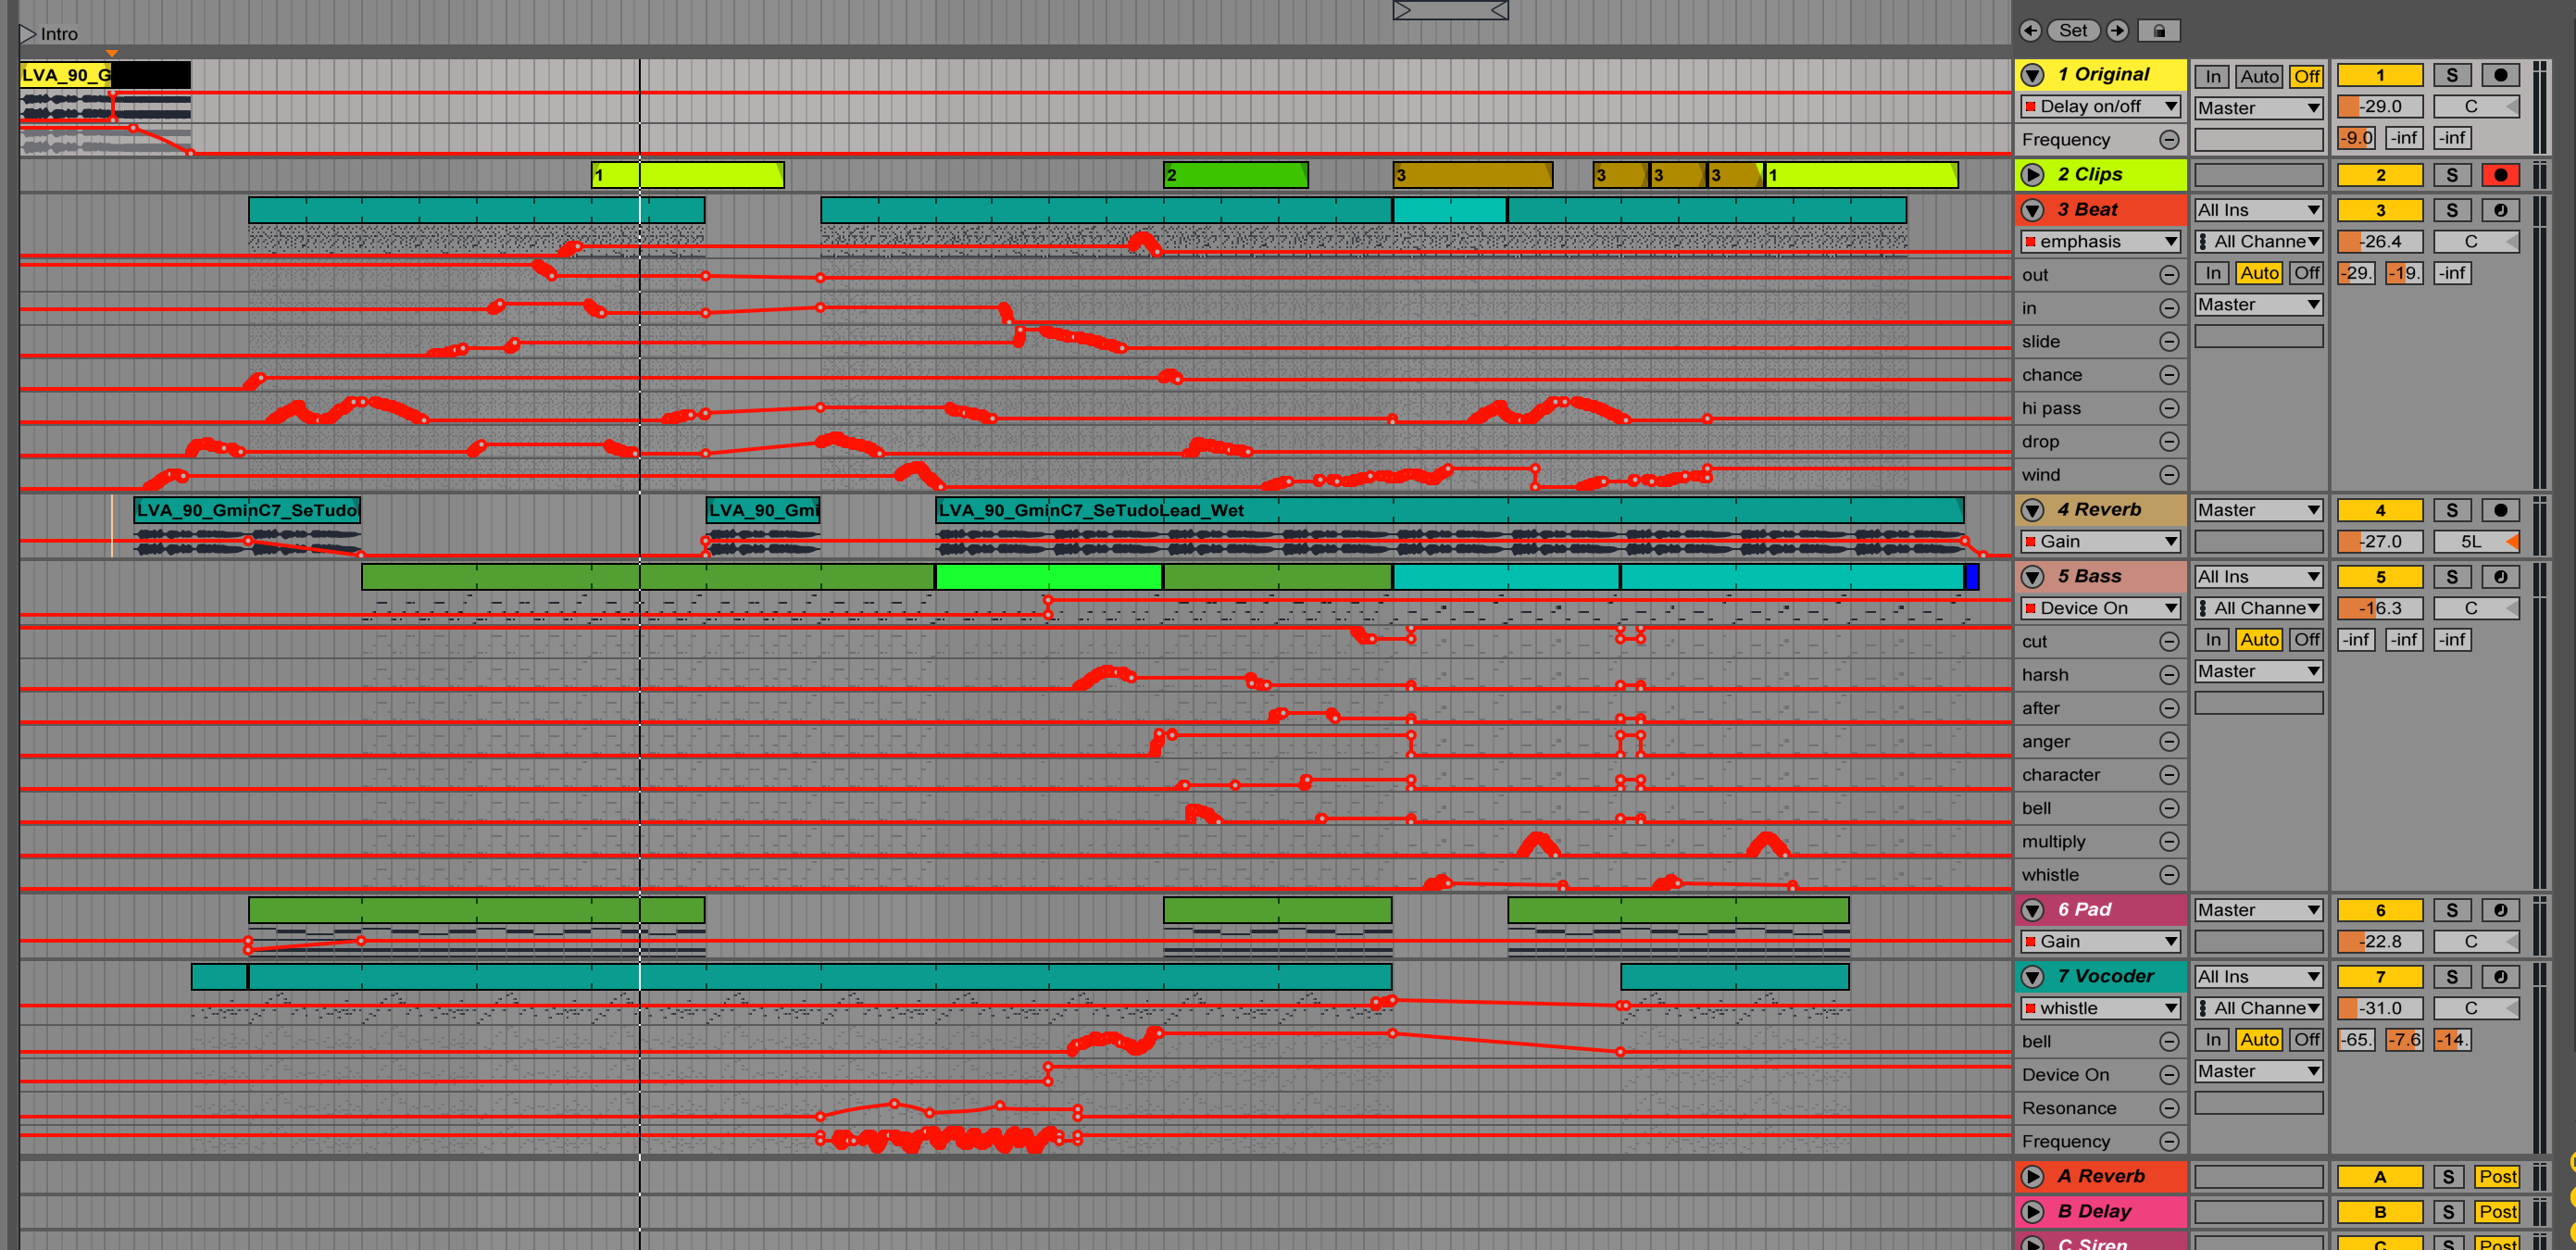 Intro
Set
LVA_90_G
1 Original
In Auto Off
1 S
Delay on/off
Master
-29.0 C
Frequency
-9.0 -inf -inf
1
2
3
3
3
3
1
2 Clips
2 S
3 Beat
All Ins
3 S
emphasis
All Channe
-26.4 C
out
In Auto Off
-29. -19. -inf
in
Master
slide
chance
hi pass
drop
wind
LVA_90_GminC7_SeTudo
LVA_90_Gmi
LVA_90_GminC7_SeTudoLead_Wet
4 Reverb
Master
4 S
Gain
-27.0 5L
5 Bass
All Ins
5 S
Device On
All Channe
-16.3 C
cut
In Auto Off
-inf -inf -inf
harsh
Master
after
anger
character
bell
multiply
whistle
6 Pad
Master
6 S
Gain
-22.8 C
7 Vocoder
All Ins
7 S
whistle
All Channe
-31.0 C
bell
In Auto Off
-65. -7.6 -14.
Device On
Master
Resonance
Frequency
A Reverb
A S Post
B Delay
B S Post
C Siren
C S Post